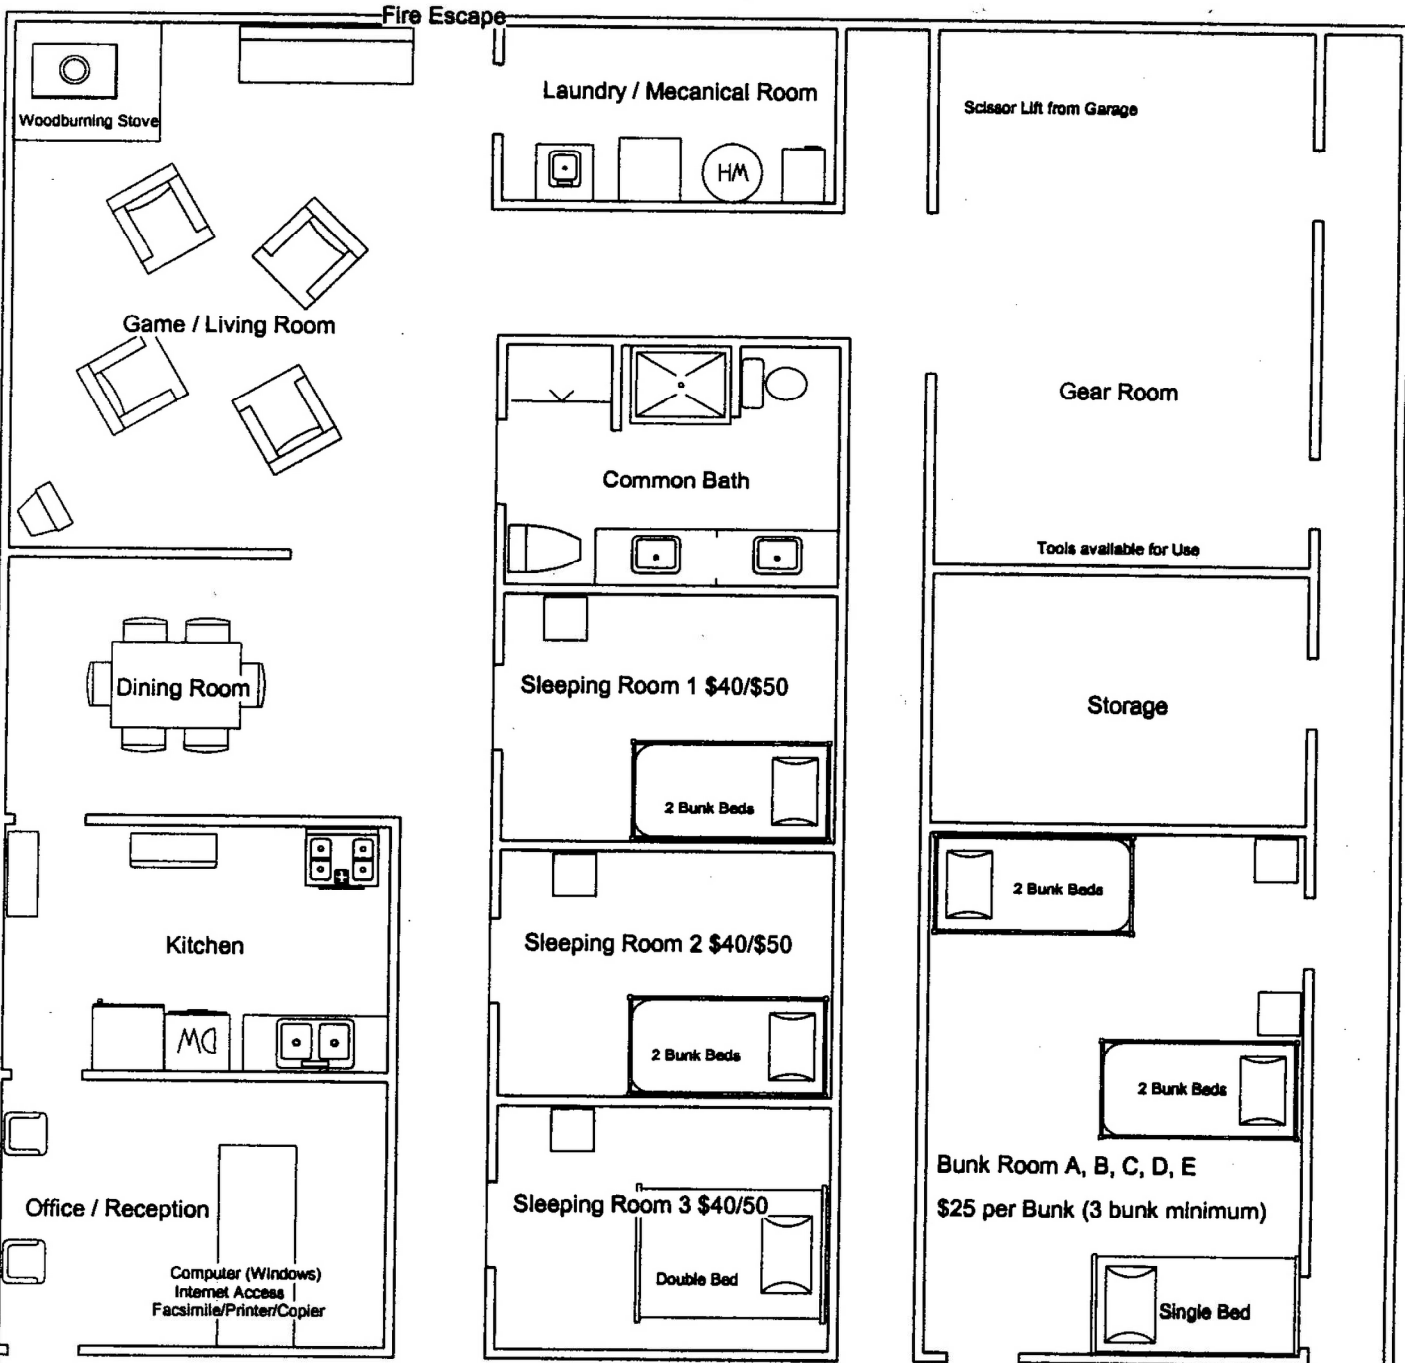 Fire Escape
Laundry / Mecanical Room
Scissor Lift from Garage
Woodburning Stove
WH
Game / Living Room
Gear Room
Common Bath
Tools available for Use
Dining Room
Sleeping Room 1 $40/$50
Storage
2 Bunk Beds
2 Bunk Beds
Kitchen
Sleeping Room 2 $40/$50
DW
2 Bunk Beds
2 Bunk Beds
Bunk Room A, B, C, D, E
$25 per Bunk (3 bunk minimum)
Office / Reception
Sleeping Room 3 $40/50
Computer (Windows)
Internet Access
Facsimile/Printer/Copier
Double Bed
Single Bed